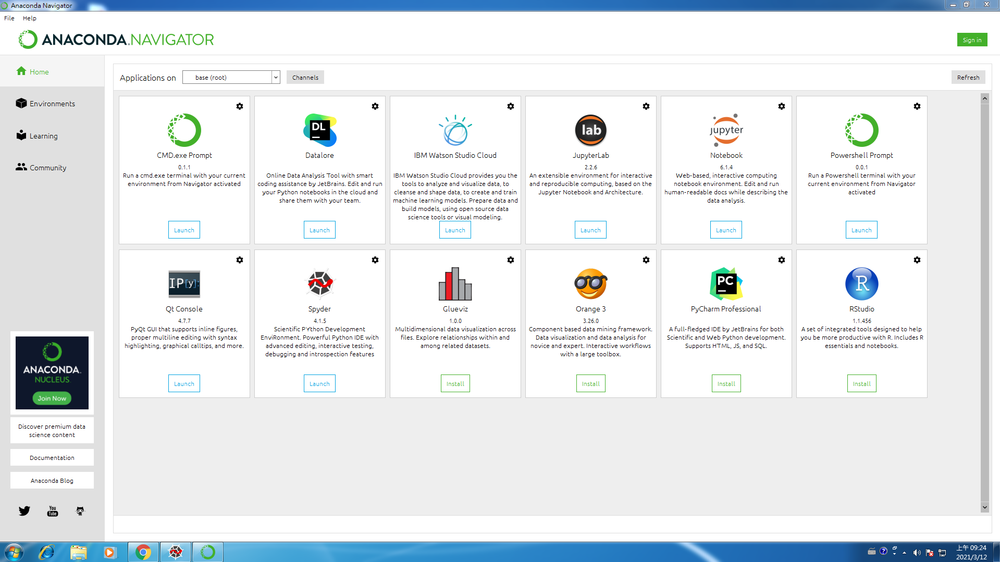 Anaconda Navigator
File Help
ANACONDA.NAVIGATOR
Sign in
Home
Environments
Learning
Community
Applications on base (root) Channels Refresh
CMD.exe Prompt
0.1.1
Run a cmd.exe terminal with your current
environment from Navigator activated
Launch
DL
Datalore
Online Data Analysis Tool with smart
coding assistance by JetBrains. Edit and run
your Python notebooks in the cloud and
share them with your team.
Launch
IBM Watson Studio Cloud
IBM Watson Studio Cloud provides you the
tools to analyze and visualize data, to
cleanse and shape data, to create and train
machine learning models. Prepare data and
build models, using open source data
science tools or visual modeling.
Launch
lab
JupyterLab
2.2.6
An extensible environment for interactive
and reproducible computing, based on the
Jupyter Notebook and Architecture.
Launch
jupyter
Notebook
6.1.4
Web-based, interactive computing
notebook environment. Edit and run
human-readable docs while describing the
data analysis.
Launch
Powershell Prompt
0.0.1
Run a Powershell terminal with your
current environment from Navigator
activated
Launch
IP[y]:
Qt Console
4.7.7
PyQt GUI that supports inline figures,
proper multiline editing with syntax
highlighting, graphical calltips, and more.
Launch
Spyder
4.1.5
Scientific PYthon Development
EnviRonment. Powerful Python IDE with
advanced editing, interactive testing,
debugging and introspection features
Launch
Glueviz
1.0.0
Multidimensional data visualization across
files. Explore relationships within and
among related datasets.
Install
Orange 3
3.26.0
Component based data mining framework.
Data visualization and data analysis for
novice and expert. Interactive workflows
with a large toolbox.
Install
PC
PyCharm Professional
A full-fledged IDE by JetBrains for both
Scientific and Web Python development.
Supports HTML, JS, and SQL.
Install
R
RStudio
1.1.456
A set of integrated tools designed to help
you be more productive with R. Includes R
essentials and notebooks.
Install
ANACONDA.
NUCLEUS
Join Now
Discover premium data
science content
Documentation
Anaconda Blog
You
Tube
上午 09:24
2021/3/12